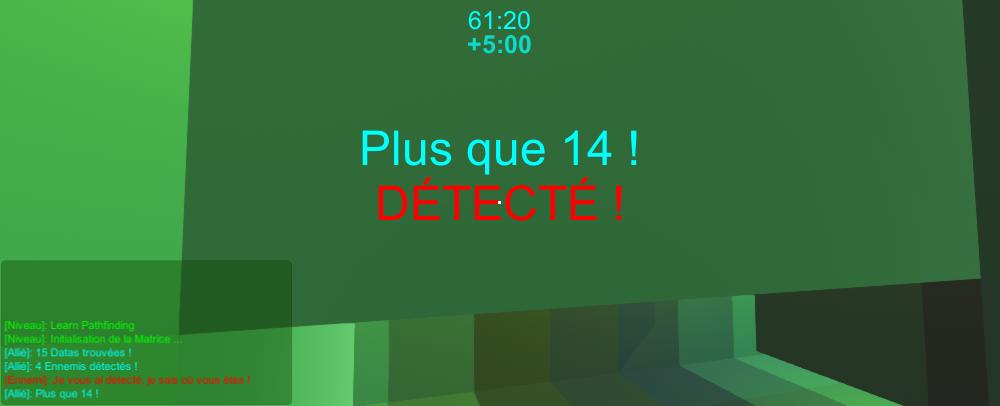 61:20
+5:00
Plus que 14 !
DÉTECTÉ !
[Niveau]: Learn Pathfinding
[Niveau]: Initialisation de la Matrice ...
[Allié]: 15 Datas trouvées !
[Allié]: 4 Ennemis détectés !
[Ennemi]: Je vous ai détecté, je sais où vous êtes !
[Allié]: Plus que 14 !